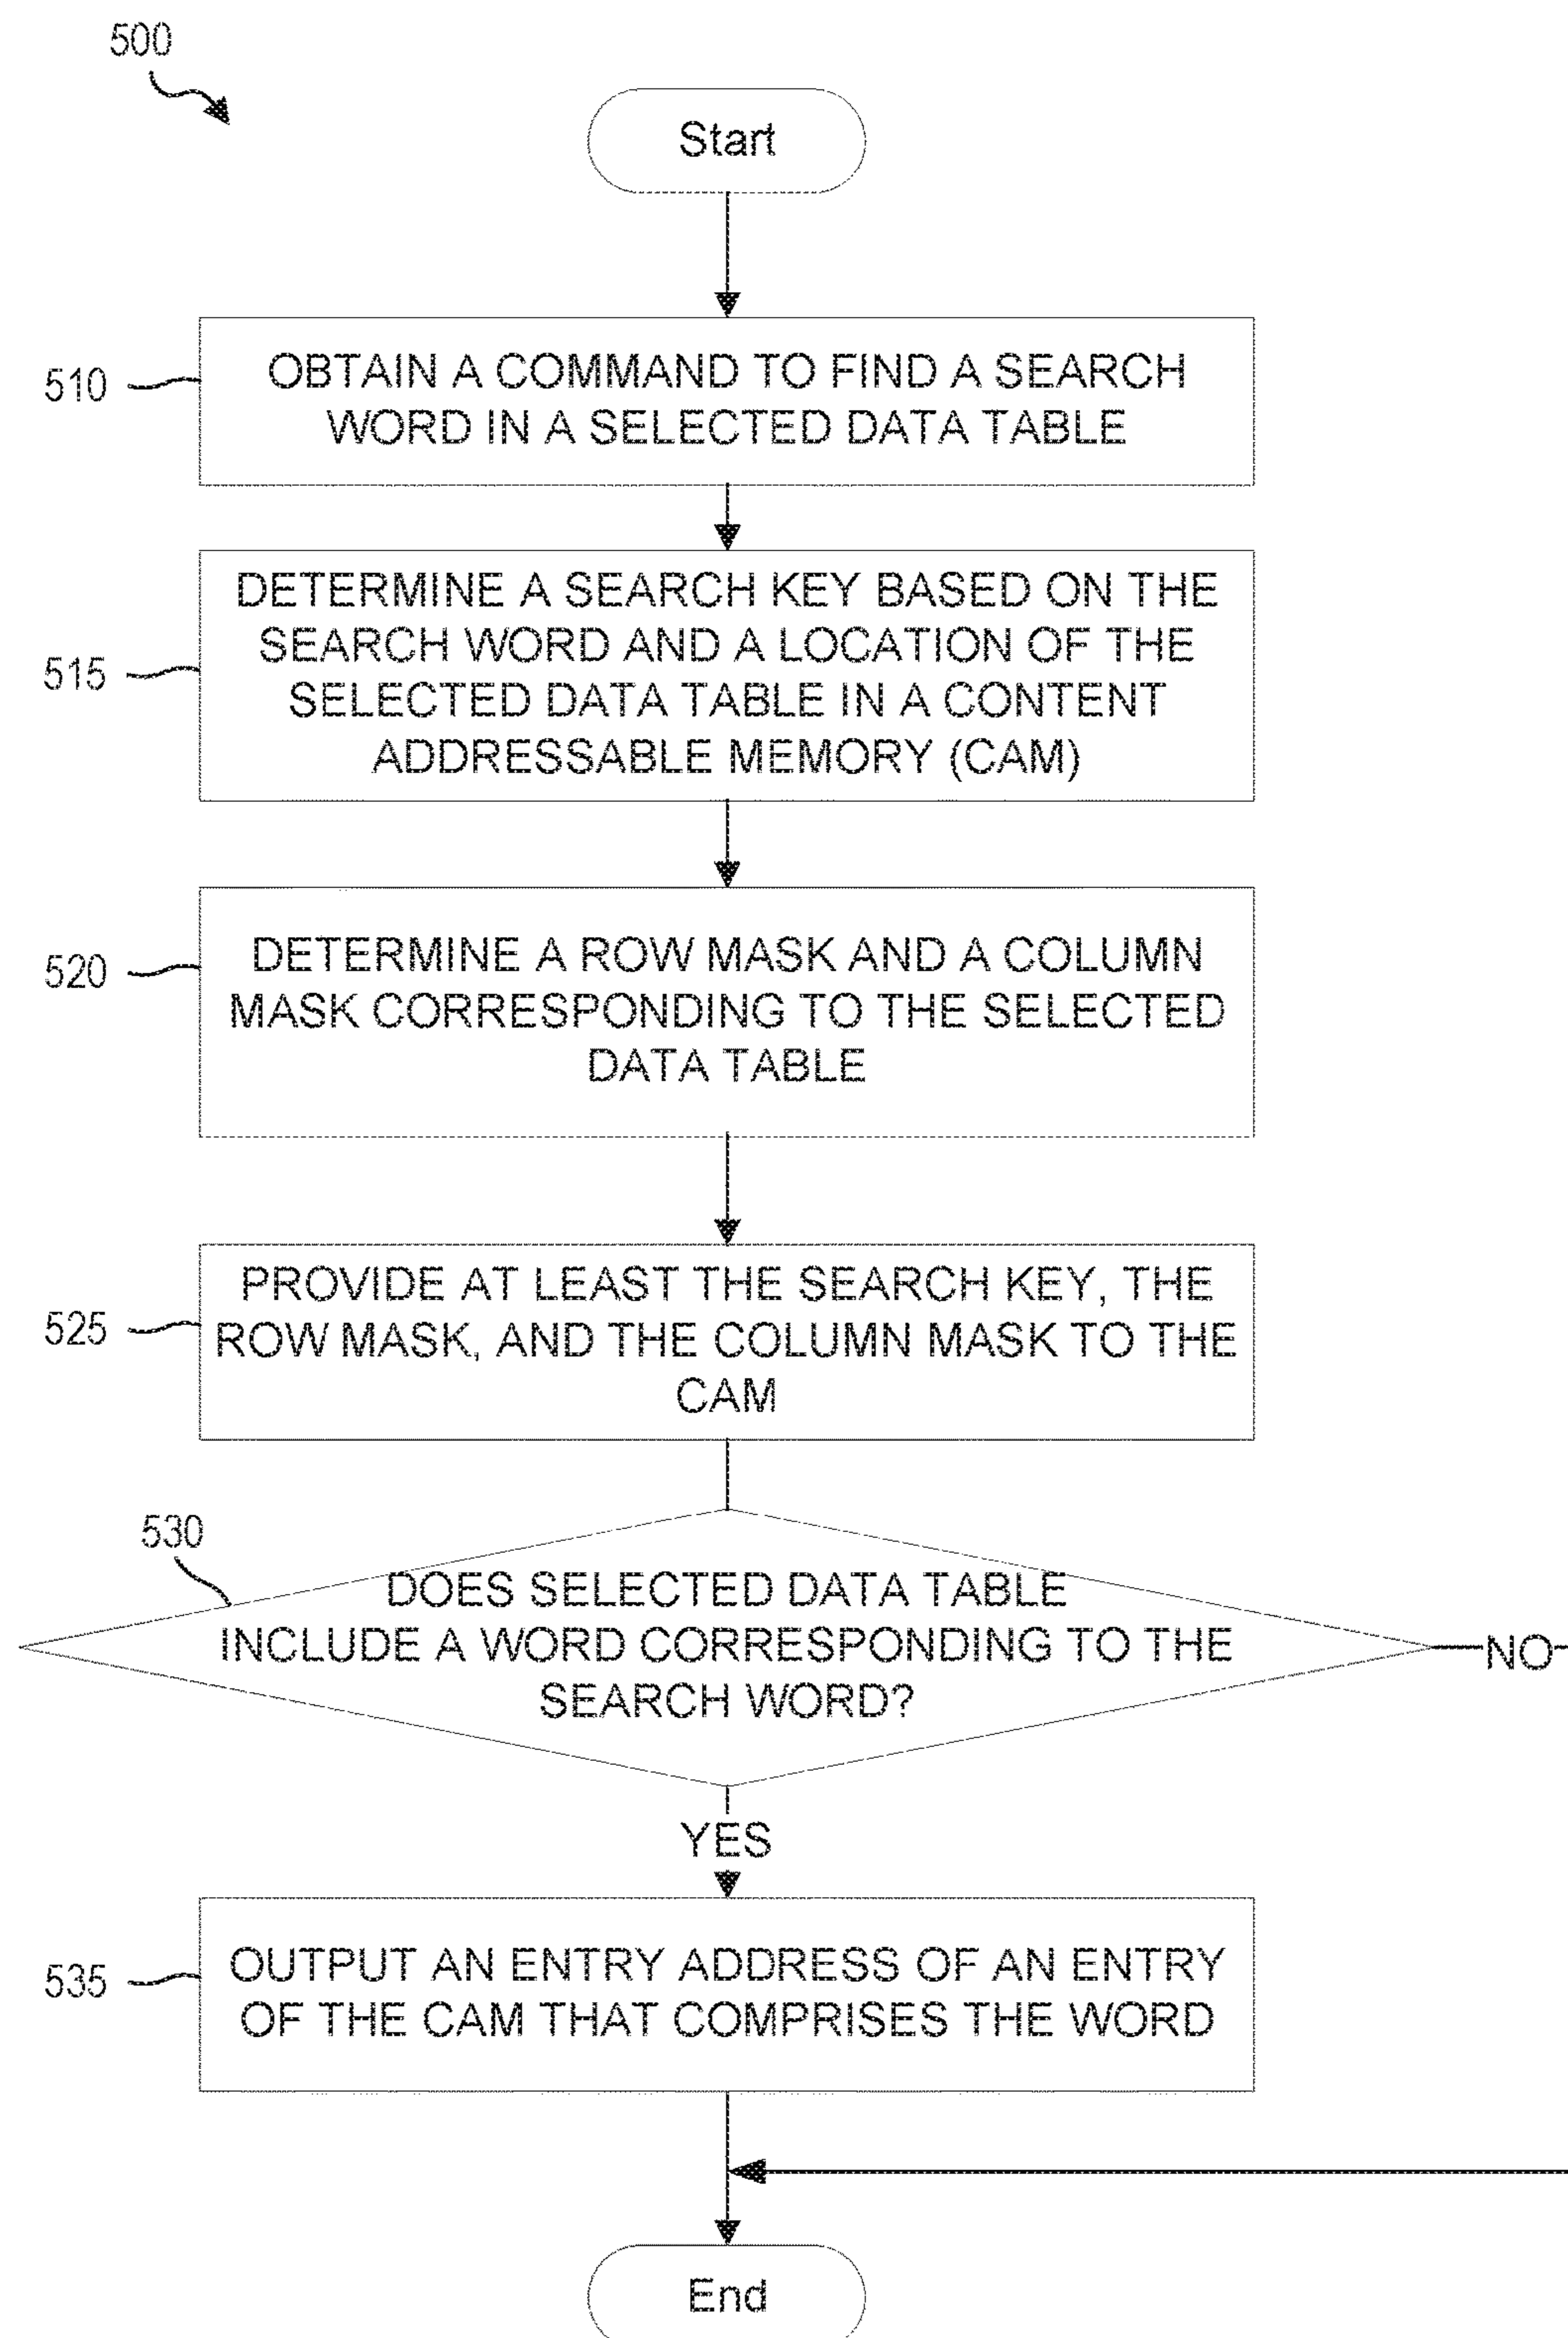 500
Start
510
OBTAIN A COMMAND TO FIND A SEARCH
WORD IN A SELECTED DATA TABLE
515
DETERMINE A SEARCH KEY BASED ON THE
SEARCH WORD AND A LOCATION OF THE
SELECTED DATA TABLE IN A CONTENT
ADDRESSABLE MEMORY (CAM)
520
DETERMINE A ROW MASK AND A COLUMN
MASK CORRESPONDING TO THE SELECTED
DATA TABLE
525
PROVIDE AT LEAST THE SEARCH KEY, THE
ROW MASK, AND THE COLUMN MASK TO THE
CAM
530
DOES SELECTED DATA TABLE
INCLUDE A WORD CORRESPONDING TO THE
SEARCH WORD?
NO
YES
535
OUTPUT AN ENTRY ADDRESS OF AN ENTRY
OF THE CAM THAT COMPRISES THE WORD
End